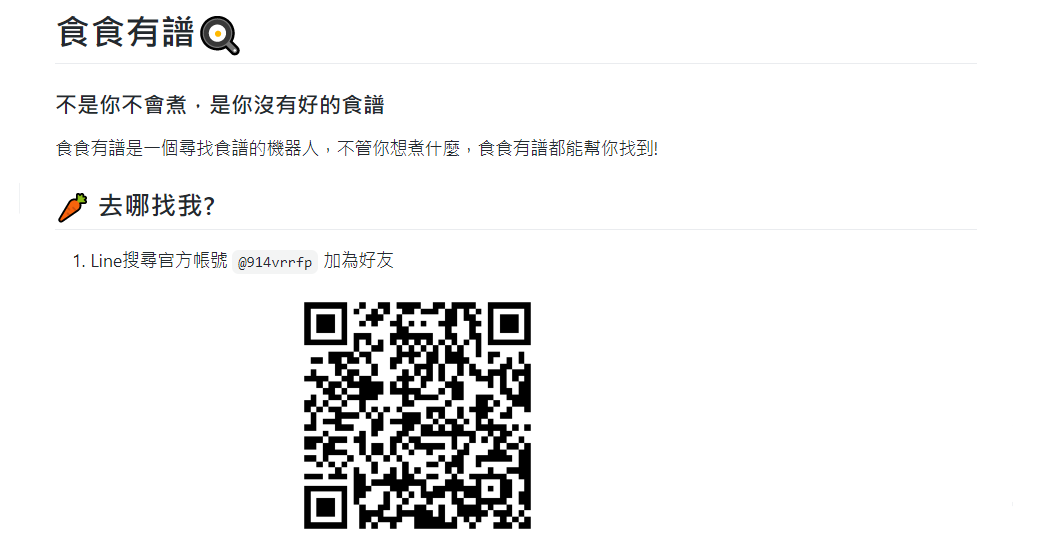 食食有譜
不是你不會煮，是你沒有好的食譜
食食有譜是一個尋找食譜的機器人，不管你想煮什麼，食食有譜都能幫你找到!
去哪找我?
1. Line搜尋官方帳號 @914vrrfp 加為好友